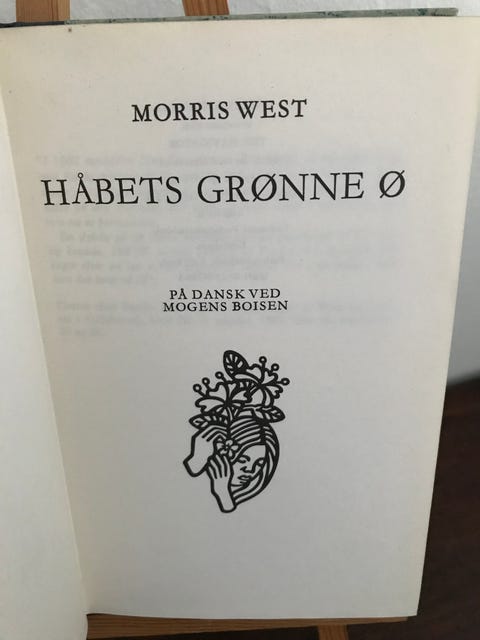 MORRIS WEST
HÅBETS GRØNNE Ø
PÅ DANSK VED
MOGENS BOISEN